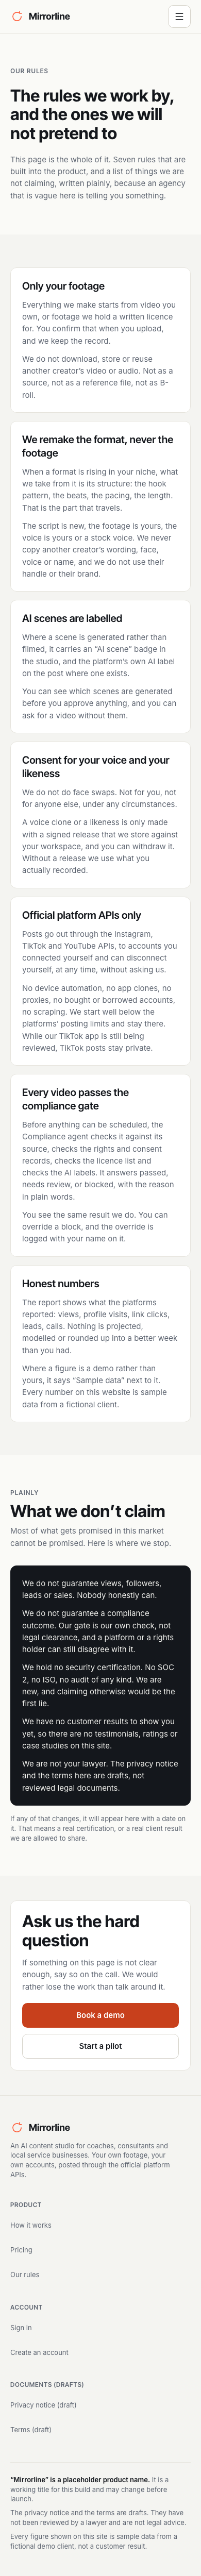 Mirrorline
OUR RULES
The rules we work by,
and the ones we will
not pretend to
This page is the whole of it. Seven rules that are
built into the product, and a list of things we are
not claiming, written plainly, because an agency
that is vague here is telling you something.
Only your footage
Everything we make starts from video you
own, or footage we hold a written licence
for. You confirm that when you upload,
and we keep the record.
We do not download, store or reuse
another creator's video or audio. Not as a
source, not as a reference file, not as B-
roll.
We remake the format, never the
footage
When a format is rising in your niche, what
we take from it is its structure: the hook
pattern, the beats, the pacing, the length.
That is the part that travels.
The script is new, the footage is yours, the
voice is yours or a stock voice. We never
copy another creator's wording, face,
voice or name, and we do not use their
handle or their brand.
AI scenes are labelled
Where a scene is generated rather than
filmed, it carries an “AI scene” badge in
the studio, and the platform's own AI label
on the post where one exists.
You can see which scenes are generated
before you approve anything, and you can
ask for a video without them.
Consent for your voice and your
likeness
We do not do face swaps. Not for you, not
for anyone else, under any circumstances.
A voice clone or a likeness is only made
with a signed release that we store against
your workspace, and you can withdraw it.
Without a release we use what you
actually recorded.
Official platform APIs only
Posts go out through the Instagram,
TikTok and YouTube APIs, to accounts you
connected yourself and can disconnect
yourself, at any time, without asking us.
No device automation, no app clones, no
proxies, no bought or borrowed accounts,
no scraping. We start well below the
platforms' posting limits and stay there.
While our TikTok app is still being
reviewed, TikTok posts stay private.
Every video passes the
compliance gate
Before anything can be scheduled, the
Compliance agent checks it against its
source, checks the rights and consent
records, checks the licence list and
checks the AI labels. It answers passed,
needs review, or blocked, with the reason
in plain words.
You see the same result we do. You can
override a block, and the override is
logged with your name on it.
Honest numbers
The report shows what the platforms
reported: views, profile visits, link clicks,
leads, calls. Nothing is projected,
modelled or rounded up into a better week
than you had.
Where a figure is a demo rather than
yours, it says “Sample data” next to it.
Every number on this website is sample
data from a fictional client.
PLAINLY
What we don’t claim
Most of what gets promised in this market
cannot be promised. Here is where we stop.
We do not guarantee views, followers,
leads or sales. Nobody honestly can.
We do not guarantee a compliance
outcome. Our gate is our own check, not
legal clearance, and a platform or a rights
holder can still disagree with it.
We hold no security certification. No SOC
2, no ISO, no audit of any kind. We are
new, and claiming otherwise would be the
first lie.
We have no customer results to show you
yet, so there are no testimonials, ratings or
case studies on this site.
We are not your lawyer. The privacy notice
and the terms here are drafts, not
reviewed legal documents.
If any of that changes, it will appear here with a date on
it. That means a real certification, or a real client result
we are allowed to share.
Ask us the hard
question
If something on this page is not clear
enough, say so on the call. We would
rather lose the work than talk around it.
Book a demo
Start a pilot
Mirrorline
An AI content studio for coaches, consultants and
local service businesses. Your own footage, your
own accounts, posted through the official platform
APIs.
PRODUCT
How it works
Pricing
Our rules
ACCOUNT
Sign in
Create an account
DOCUMENTS (DRAFTS)
Privacy notice (draft)
Terms (draft)
“Mirrorline” is a placeholder product name. It is a
working title for this build and may change before
launch.
The privacy notice and the terms are drafts. They have
not been reviewed by a lawyer and are not legal advice.
Every figure shown on this site is sample data from a
fictional demo client, not a customer result.